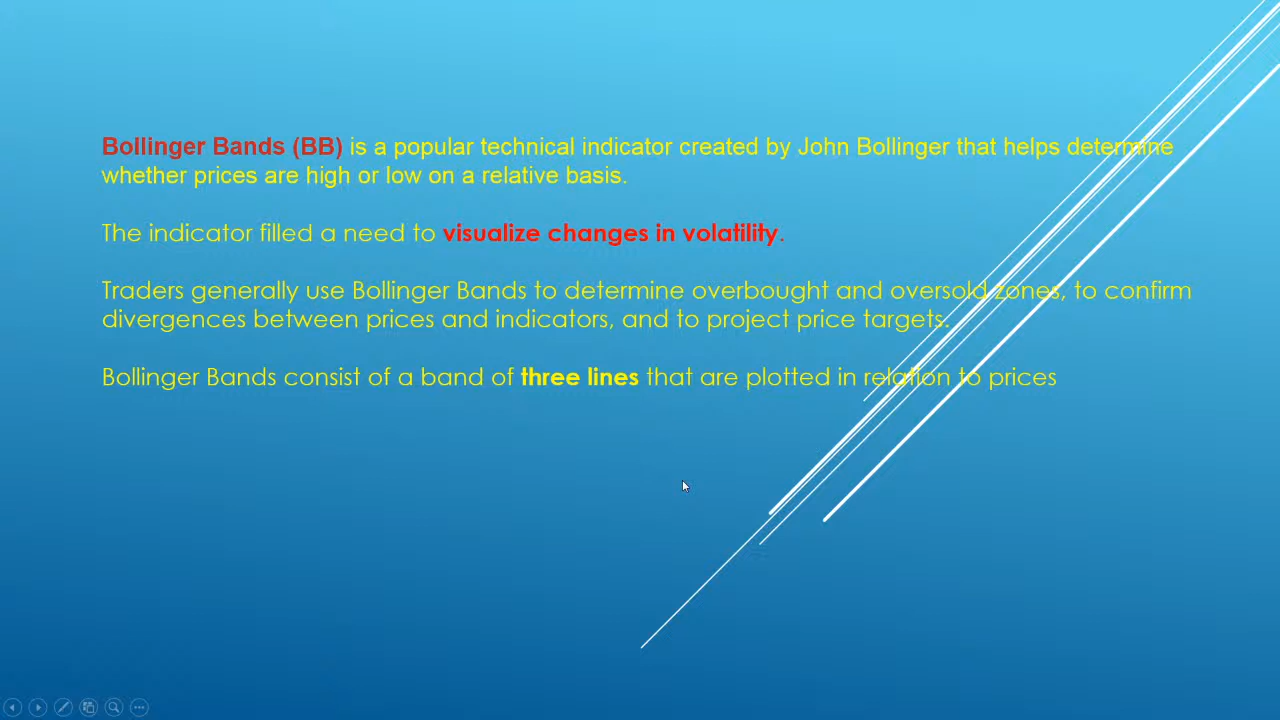 Bollinger Bands (BB) is a popular technical indicator created by John Bollinger that helps determine
whether prices are high or low on a relative basis.
The indicator filled a need to visualize changes in volatility.
Traders generally use Bollinger Bands to determine overbought and oversold zones, to confirm
divergences between prices and indicators, and to project price targets.
Bollinger Bands consist of a band of three lines that are plotted in relation to prices